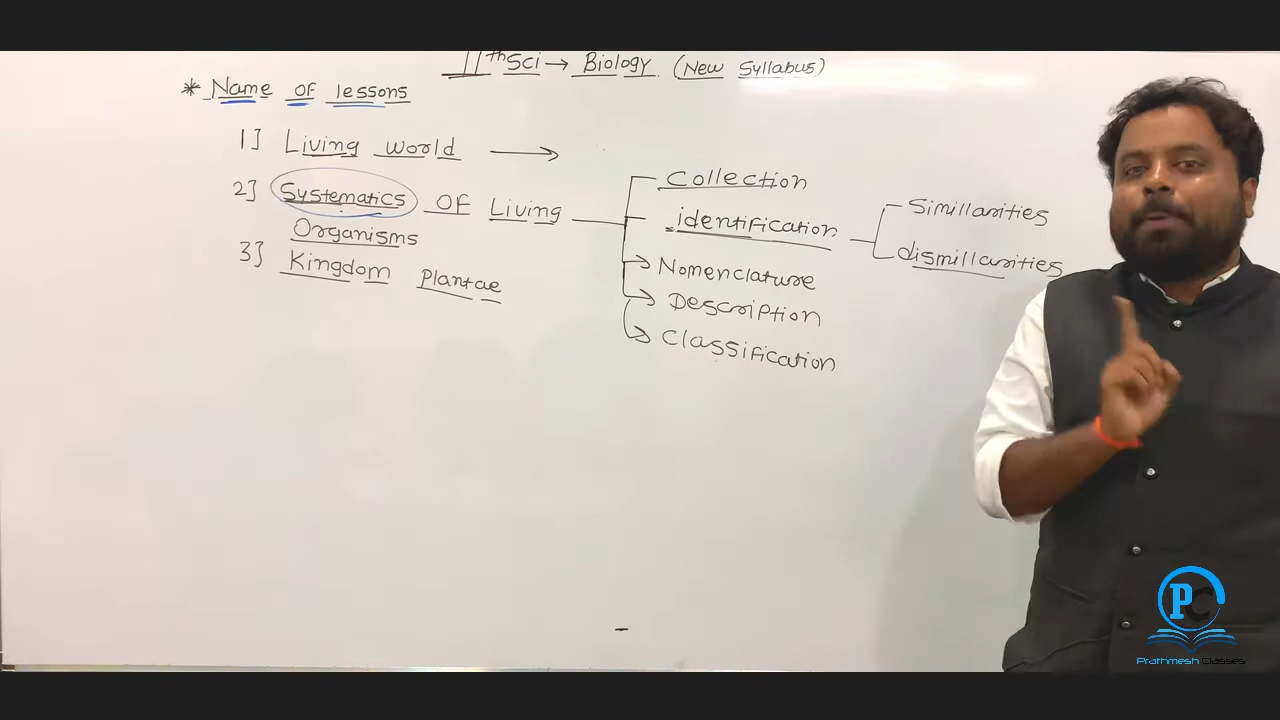 11th Sci → Biology (New Syllabus)
* Name OF lessons
1] Living world →
2] Systematics OF Living
Organisms
3] Kingdom Plantae
Collection
identification
Nomenclature
Description
Classification
Simillarities
dismillarities
PC
Prathmesh Classes